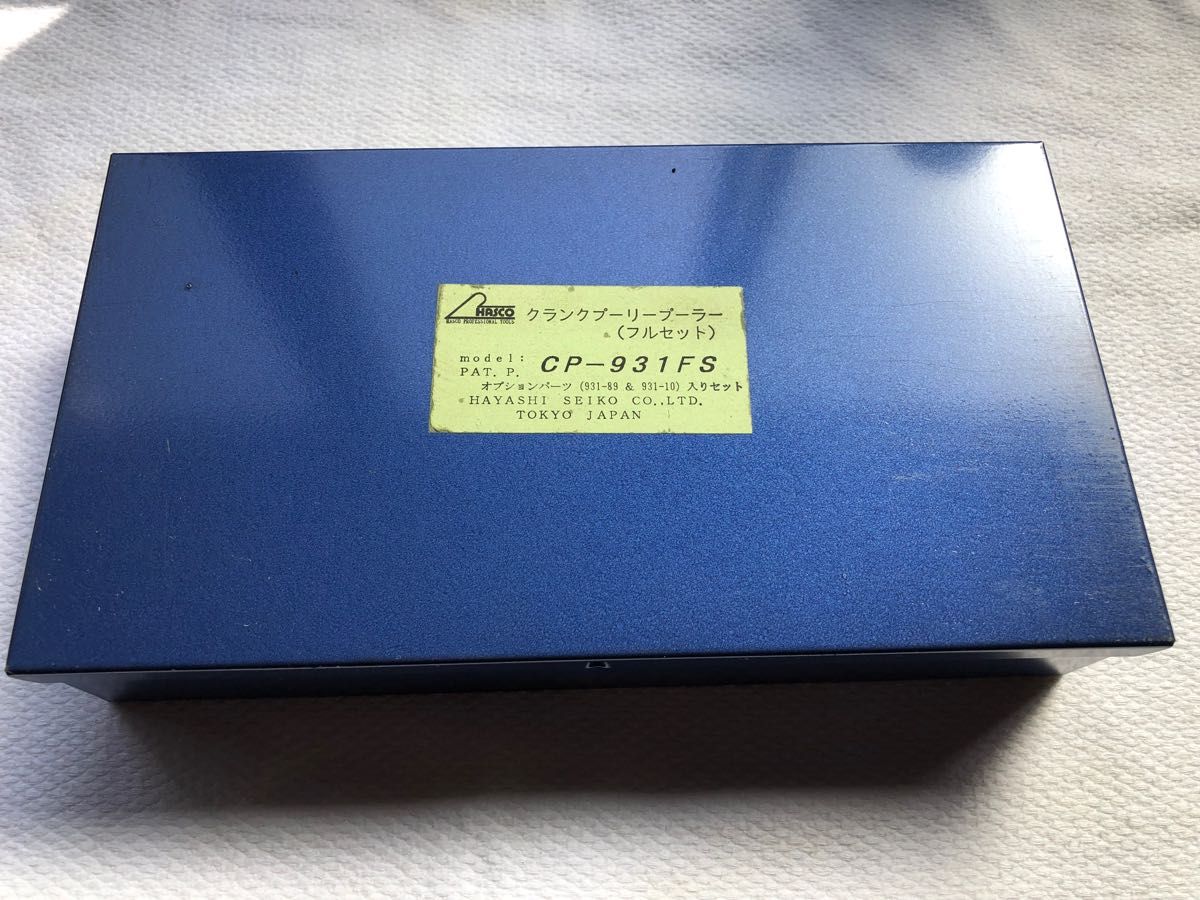 HASCO
HASCO PROFESSIONAL TOOLS
クランクプーリープーラー
(フルセット)
model:
PAT. P.
CP-931FS
オプションパーツ (931-89 & 931-10) 入りセット
HAYASHI SEIKO CO.,LTD.
TOKYO JAPAN